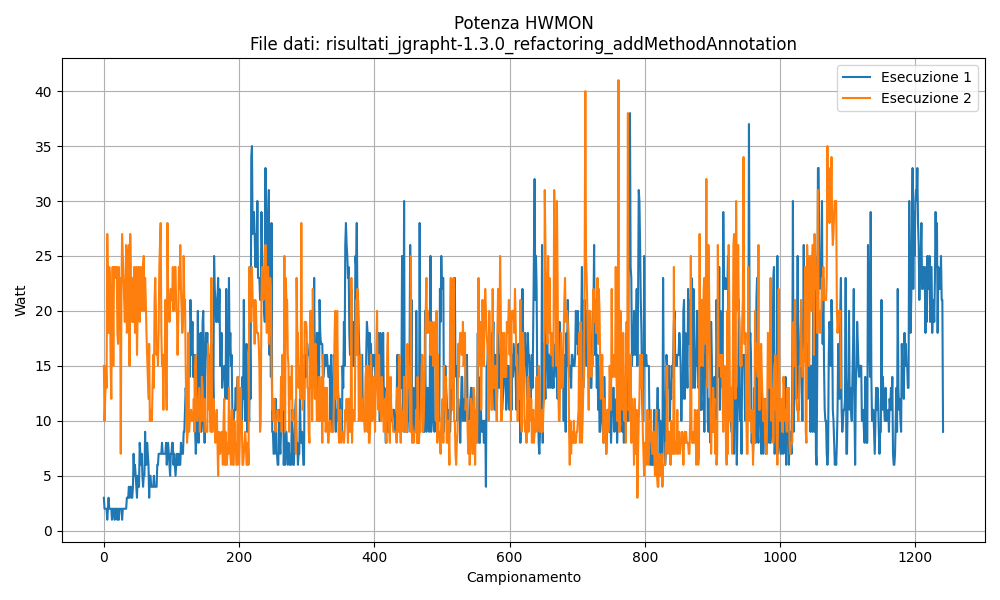 Potenza HWMON
File dati: risultati_jgrapht-1.3.0_refactoring_addMethodAnnotation
Esecuzione 1
Esecuzione 2
40
35
30
25
20
15
10
5
0
Watt
0 200 400 600 800 1000 1200
Campionamento